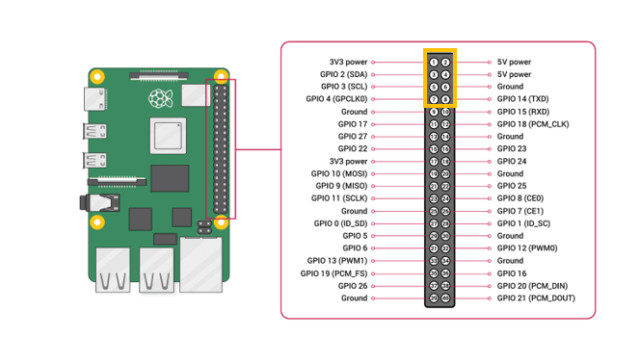 3V3 power 1 2 5V power
GPIO 2 (SDA) 3 4 5V power
GPIO 3 (SCL) 5 6 Ground
GPIO 4 (GPCLK0) 7 8 GPIO 14 (TXD)
Ground 9 10 GPIO 15 (RXD)
GPIO 17 11 12 GPIO 18 (PCM_CLK)
GPIO 27 13 14 Ground
GPIO 22 15 16 GPIO 23
3V3 power 17 18 GPIO 24
GPIO 10 (MOSI) 19 20 Ground
GPIO 9 (MISO) 21 22 GPIO 25
GPIO 11 (SCLK) 23 24 GPIO 8 (CE0)
Ground 25 26 GPIO 7 (CE1)
GPIO 0 (ID_SD) 27 28 GPIO 1 (ID_SC)
GPIO 5 29 30 Ground
GPIO 6 31 32 GPIO 12 (PWM0)
GPIO 13 (PWM1) 33 34 Ground
GPIO 19 (PCM_FS) 35 36 GPIO 16
GPIO 26 37 38 GPIO 20 (PCM_DIN)
Ground 39 40 GPIO 21 (PCM_DOUT)